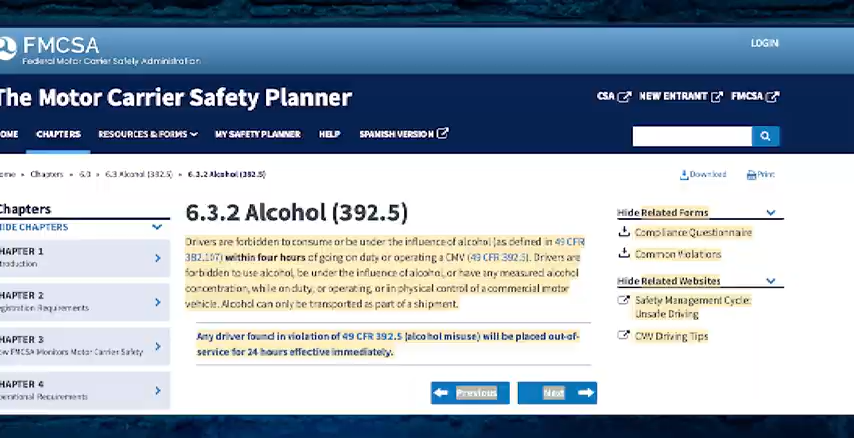 FMCSA
Federal Motor Carrier Safety Administration
LOGIN
The Motor Carrier Safety Planner
CSA NEW ENTRANT FMCSA
OME CHAPTERS RESOURCES & FORMS MY SAFETY PLANNER HELP SPANISH VERSION
ome Chapters 6.0 6.3 Alcohol (392.5) 6.3.2 Alcohol (392.5)
Download Print
Chapters
HIDE CHAPTERS
HAPTER 1
troduction
HAPTER 2
gistration Requirements
HAPTER 3
ow FMCSA Monitors Motor Carrier Safety
HAPTER 4
perational Requirements
6.3.2 Alcohol (392.5)
Drivers are forbidden to consume or be under the influence of alcohol (as defined in 49 CFR
382.107) within four hours of going on duty or operating a CMV (49 CFR 392.5). Drivers are
forbidden to use alcohol, be under the influence of alcohol, or have any measured alcohol
concentration, while on duty, or operating, or in physical control of a commercial motor
vehicle. Alcohol can only be transported as part of a shipment.
Any driver found in violation of 49 CFR 392.5 (alcohol misuse) will be placed out-of-
service for 24 hours effective immediately.
Previous Next
Hide Related Forms
Compliance Questionnaire
Common Violations
Hide Related Websites
Safety Management Cycle:
Unsafe Driving
CMV Driving Tips